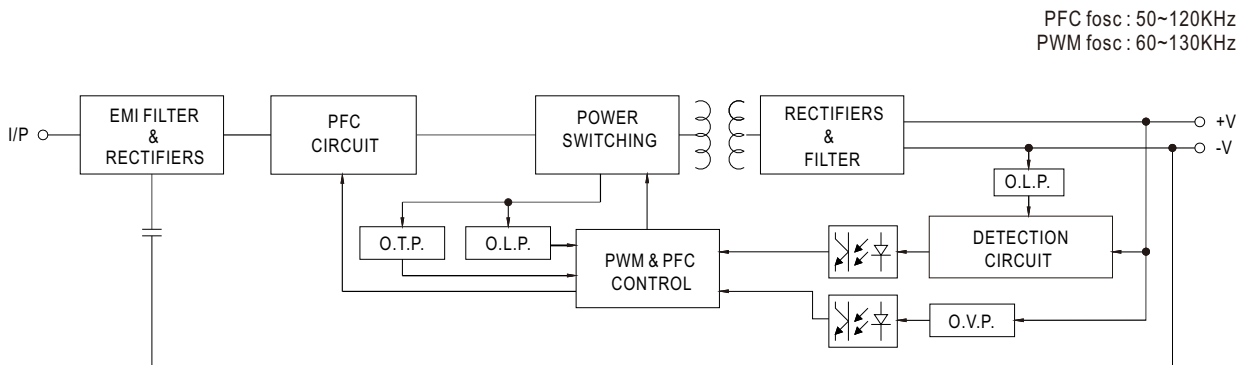 PFC fosc : 50~120KHz
PWM fosc : 60~130KHz
I/P
EMI FILTER
&
RECTIFIERS
PFC
CIRCUIT
POWER
SWITCHING
RECTIFIERS
&
FILTER
+V
-V
O.L.P.
O.T.P.
O.L.P.
PWM & PFC
CONTROL
DETECTION
CIRCUIT
O.V.P.